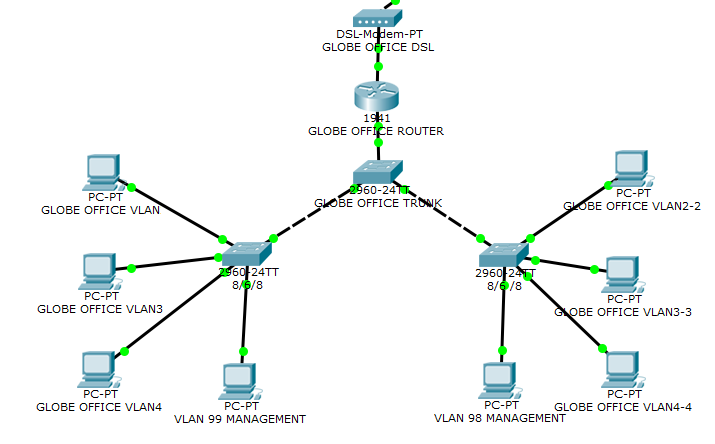 DSL-Modem-PT
GLOBE OFFICE DSL
1941
GLOBE OFFICE ROUTER
2960-24TT
GLOBE OFFICE TRUNK
PC-PT
GLOBE OFFICE VLAN
PC-PT
GLOBE OFFICE VLAN2-2
2960-24TT
8/6/8
2960-24TT
8/6/8
PC-PT
GLOBE OFFICE VLAN3
PC-PT
GLOBE OFFICE VLAN3-3
PC-PT
GLOBE OFFICE VLAN4
PC-PT
VLAN 99 MANAGEMENT
PC-PT
VLAN 98 MANAGEMENT
PC-PT
GLOBE OFFICE VLAN4-4